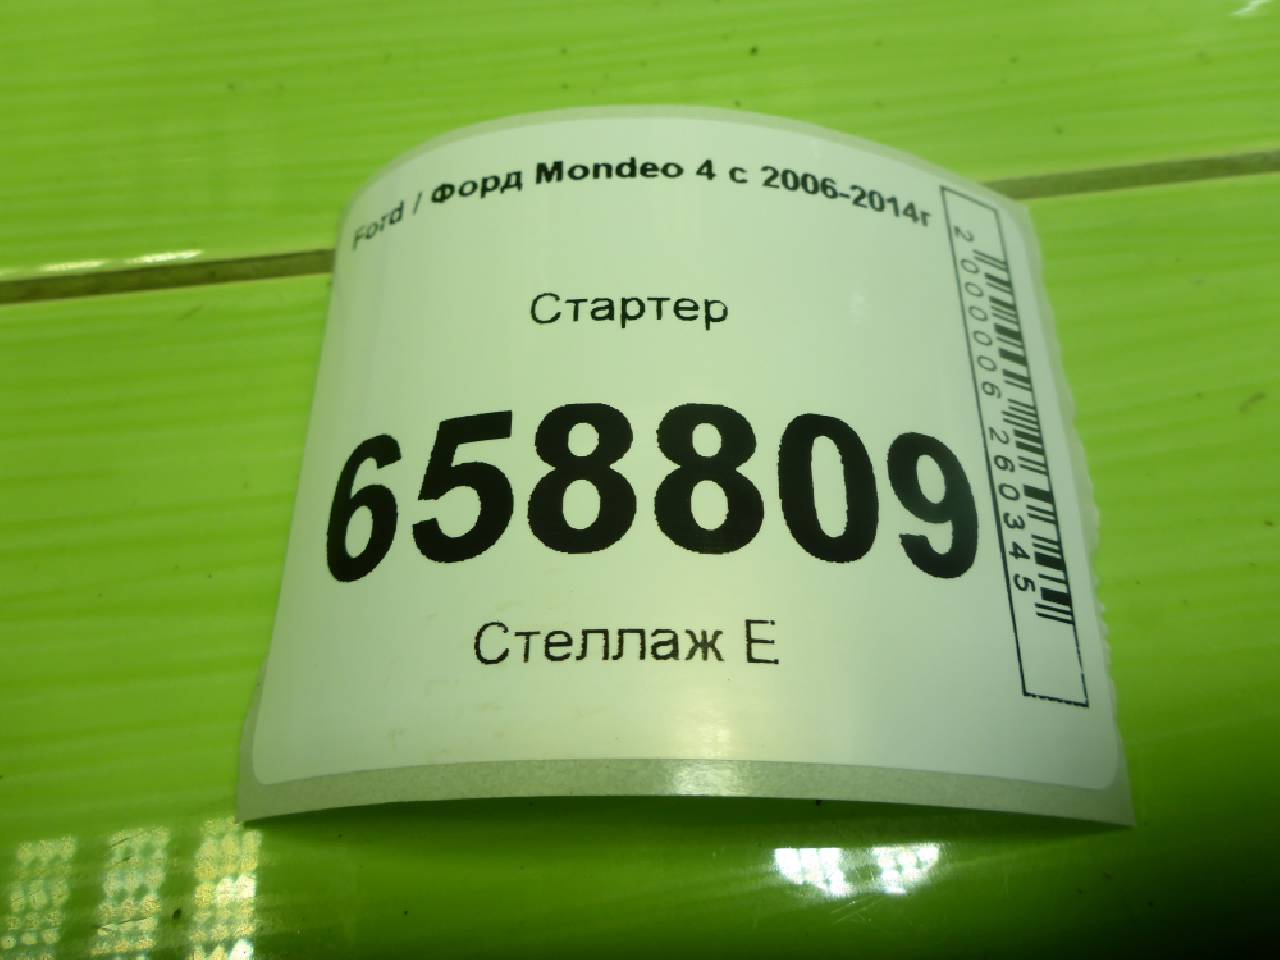 Ford / Форд Mondeo 4 с 2006-2014г
Стартер
658809
Стеллаж Е
2000006260345